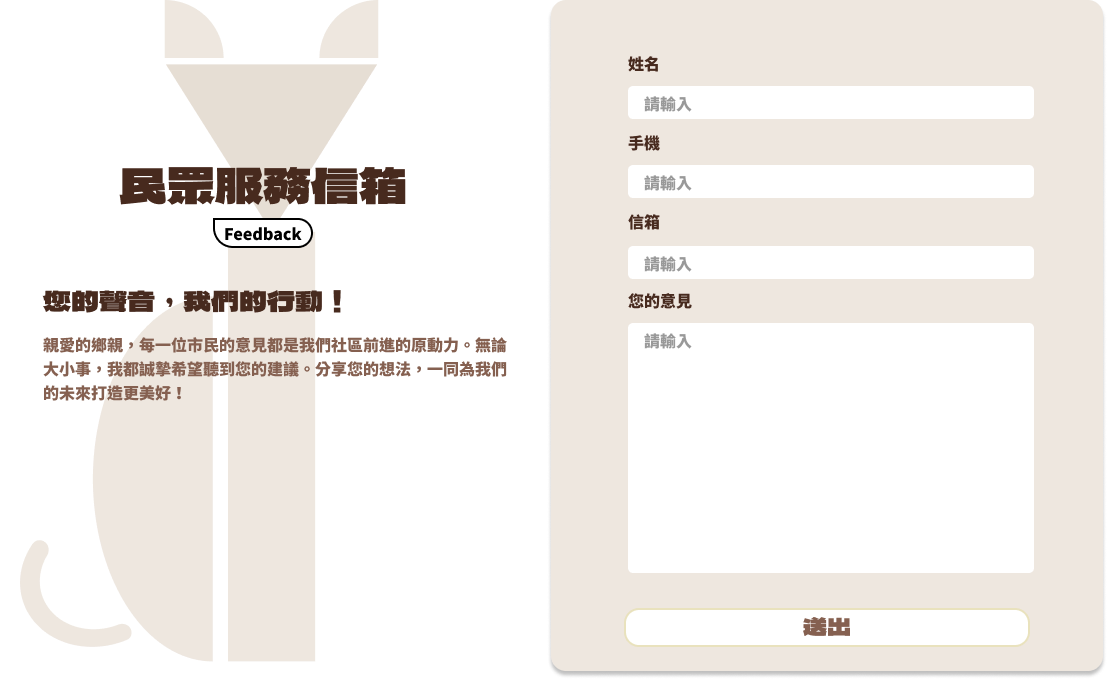 民眾服務信箱
Feedback
您的聲音，我們的行動！
親愛的鄉親，每一位市民的意見都是我們社區前進的原動力。無論
大小事，我都誠摯希望聽到您的建議。分享您的想法，一同為我們
的未來打造更美好！
姓名
請輸入
手機
請輸入
信箱
請輸入
您的意見
請輸入
送出